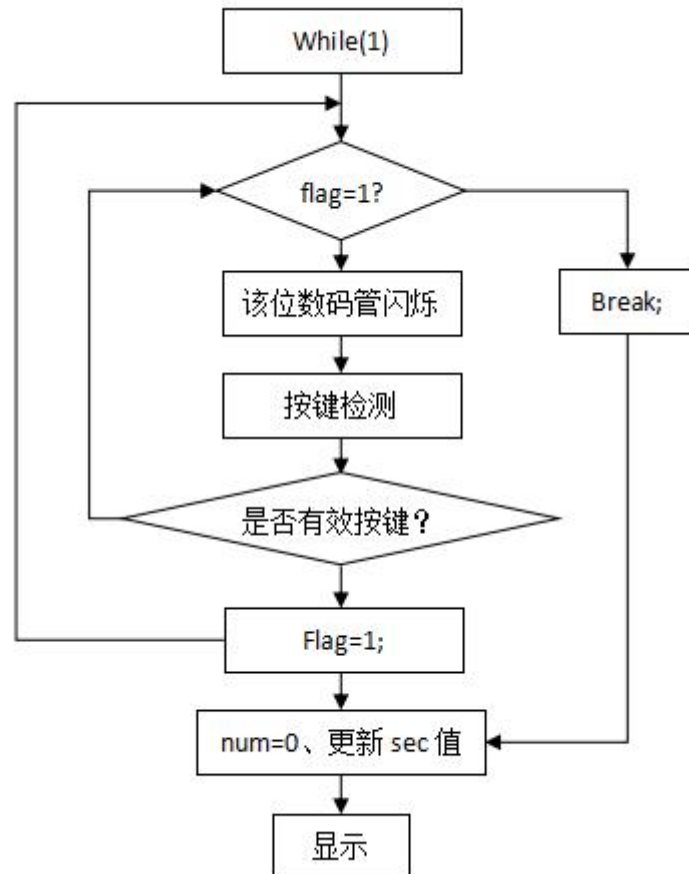 While(1)
flag=1?
该位数码管闪烁
Break;
按键检测
是否有效按键？
Flag=1;
num=0、更新 sec 值
显示